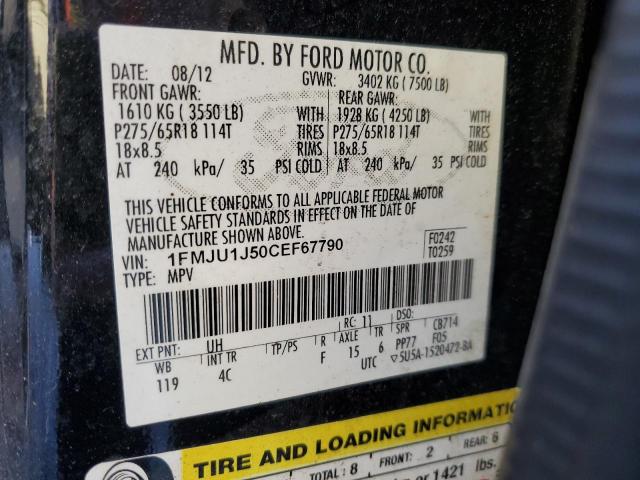 MFD. BY FORD MOTOR CO.
DATE: 08/12 GVWR: 3402 KG ( 7500 LB)
FRONT GAWR: REAR GAWR:
1610 KG ( 3550 LB) WITH 1928 KG ( 4250 LB) WITH
P275/65R18 114T TIRES P275/65R18 114T TIRES
18x8.5 RIMS 18x8.5 RIMS
AT 240 kPa/ 35 PSI COLD AT 240 kPa/ 35 PSI COLD
THIS VEHICLE CONFORMS TO ALL APPLICABLE FEDERAL MOTOR
VEHICLE SAFETY STANDARDS IN EFFECT ON THE DATE OF
MANUFACTURE SHOWN ABOVE.
VIN: 1FMJU1J50CEF67790 F0242
TYPE: MPV T0259
EXT PNT: UH RC: 11 DSO:
WB INT TR TP/PS R AXLE TR SPR CB714
119 4C F 15 6 PP77 F05
UTC ▽5U5A-1520472-BA
TIRE AND LOADING INFORMATIO
TOTAL: 8 FRONT: 2 REAR: 6
or 1421 lbs.